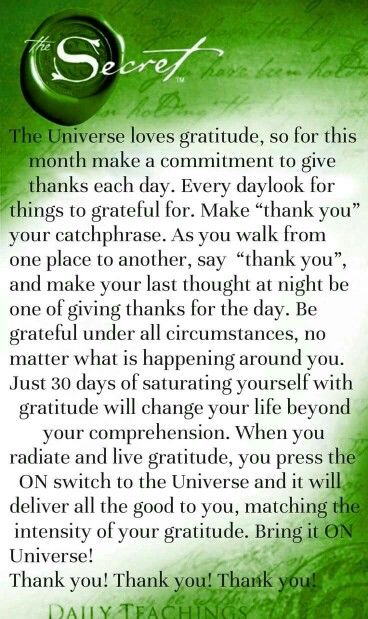 the Secret™
The Universe loves gratitude, so for this
month make a commitment to give
thanks each day. Every daylook for
things to grateful for. Make “thank you”
your catchphrase. As you walk from
one place to another, say “thank you”,
and make your last thought at night be
one of giving thanks for the day. Be
grateful under all circumstances, no
matter what is happening around you.
Just 30 days of saturating yourself with
gratitude will change your life beyond
your comprehension. When you
radiate and live gratitude, you press the
ON switch to the Universe and it will
deliver all the good to you, matching the
intensity of your gratitude. Bring it ON
Universe!
Thank you! Thank you! Thank you!
DAILY TEACHINGS